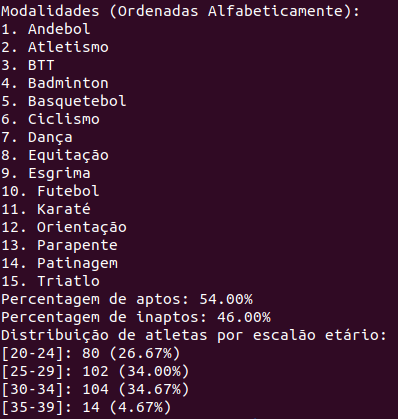 Modalidades (Ordenadas Alfabeticamente):
1. Andebol
2. Atletismo
3. BTT
4. Badminton
5. Basquetebol
6. Ciclismo
7. Dança
8. Equitação
9. Esgrima
10. Futebol
11. Karaté
12. Orientação
13. Parapente
14. Patinagem
15. Triatlo
Percentagem de aptos: 54.00%
Percentagem de inaptos: 46.00%
Distribuição de atletas por escalão etário:
[20-24]: 80 (26.67%)
[25-29]: 102 (34.00%)
[30-34]: 104 (34.67%)
[35-39]: 14 (4.67%)